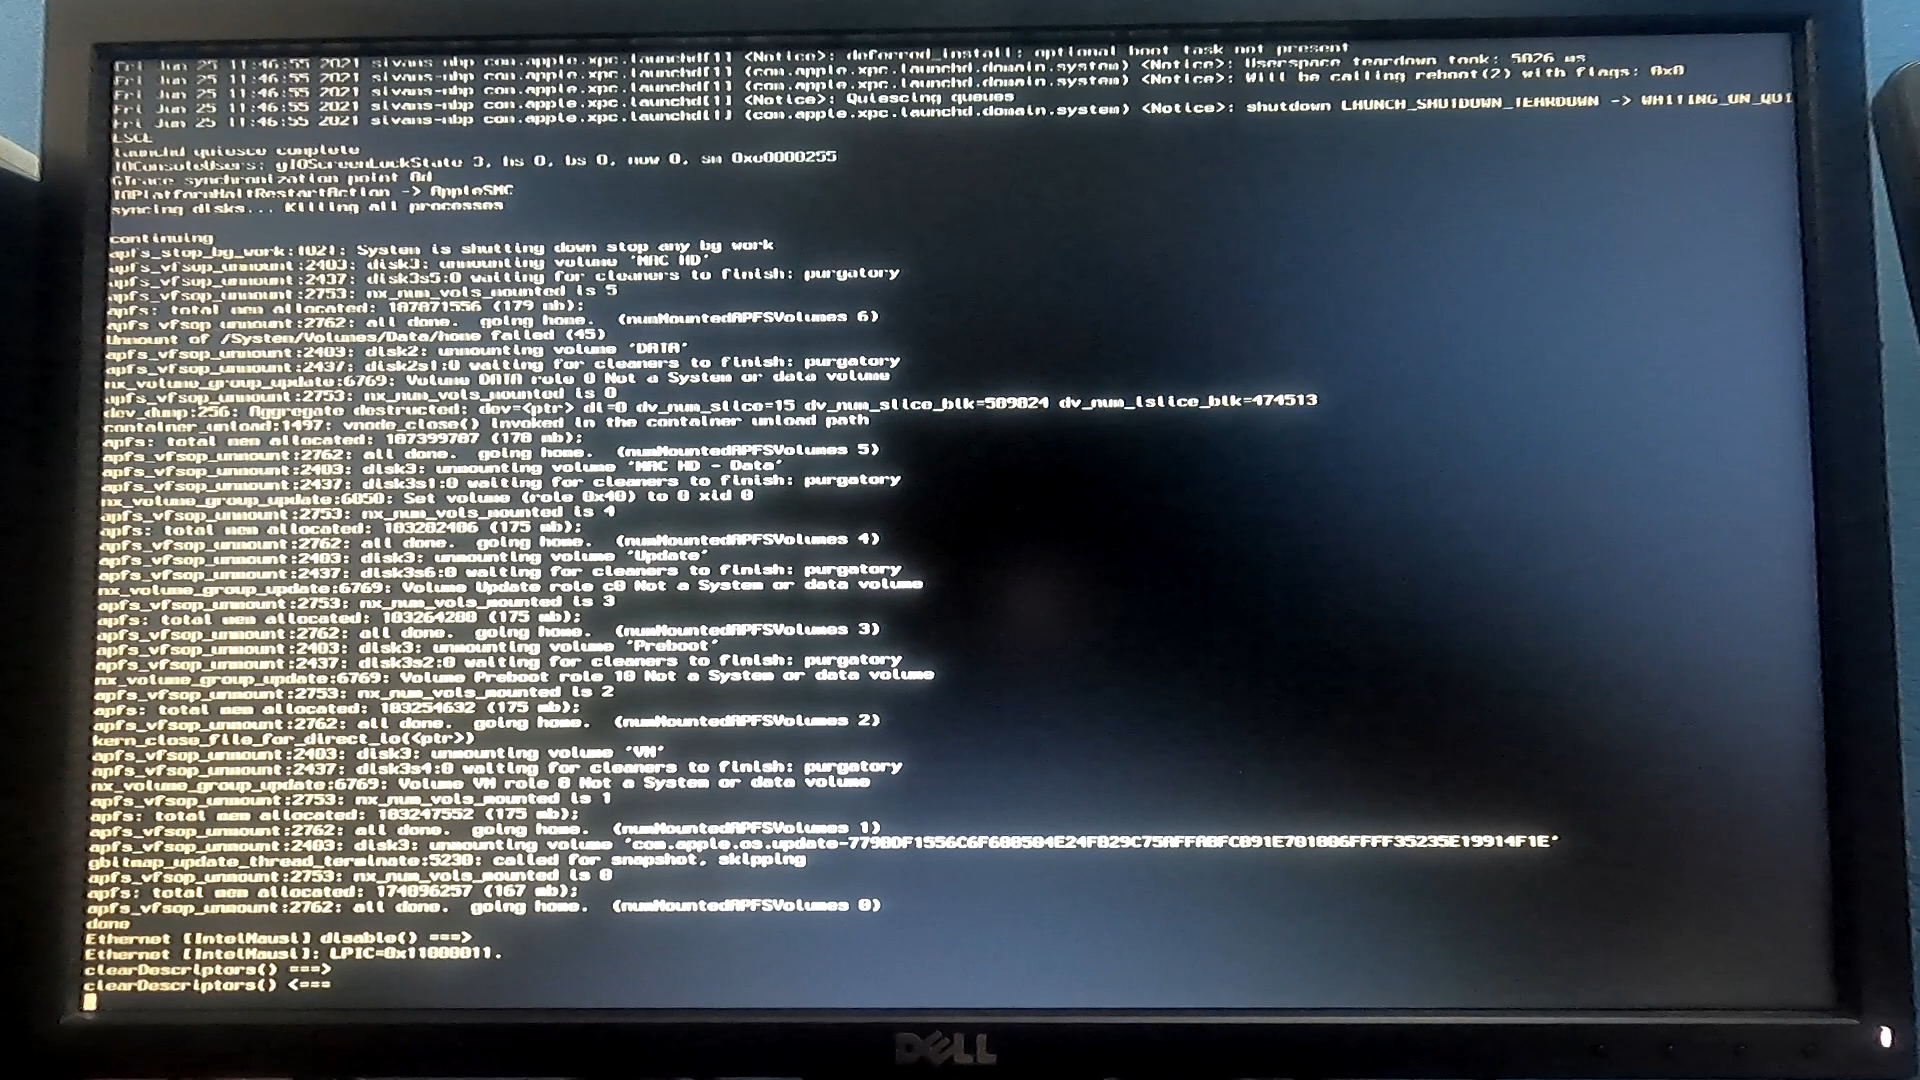 Fri Jun 25 11:46:55 2021 sivans-mbp com.apple.xpc.launchd[1] <Notice>: deferred_install: optional boot task not present
Fri Jun 25 11:46:55 2021 sivans-mbp com.apple.xpc.launchd[1] (com.apple.xpc.launchd.domain.system) <Notice>: Userspace teardown took: 5026 ms
Fri Jun 25 11:46:55 2021 sivans-mbp com.apple.xpc.launchd[1] (com.apple.xpc.launchd.domain.system) <Notice>: Will be calling reboot(2) with flags: 0x0
Fri Jun 25 11:46:55 2021 sivans-mbp com.apple.xpc.launchd[1] <Notice>: Quiescing queues
Fri Jun 25 11:46:55 2021 sivans-mbp com.apple.xpc.launchd[1] (com.apple.xpc.launchd.domain.system) <Notice>: shutdown LAUNCH_SHUTDOWN_TEARDOWN -> WAITING_ON_QUI
ESCE
launchd quiesce complete
IOConsoleUsers: gIOScreenLockState 3, hs 0, bs 0, now 0, sm 0xe0000255
GTrace synchronization point 8d
IOPlatformHaltRestartAction -> AppleSMC
syncing disks... Killing all processes
continuing
apfs_stop_bg_work:1021: System is shutting down stop any bg work
apfs_vfsop_unmount:2403: disk3: unmounting volume 'MAC HD'
apfs_vfsop_unmount:2437: disk3s5:0 waiting for cleaners to finish: purgatory
apfs_vfsop_unmount:2753: nx_num_vols_mounted is 5
apfs: total mem allocated: 187871556 (179 mb);
apfs_vfsop_unmount:2762: all done.  going home.  (numMountedAPFSVolumes 6)
Unmount of /System/Volumes/Data/home failed (45)
apfs_vfsop_unmount:2403: disk2: unmounting volume 'DATA'
apfs_vfsop_unmount:2437: disk2s1:0 waiting for cleaners to finish: purgatory
nx_volume_group_update:6769: Volume DATA role 0 Not a System or data volume
apfs_vfsop_unmount:2753: nx_num_vols_mounted is 0
dev_dump:256: Aggregate destructed: dev=<ptr> di=0 dv_num_slice=15 dv_num_slice_blk=509024 dv_num_lslice_blk=474513
container_unload:1497: vnode_close() invoked in the container unload path
apfs: total mem allocated: 187399787 (178 mb);
apfs_vfsop_unmount:2762: all done.  going home.  (numMountedAPFSVolumes 5)
apfs_vfsop_unmount:2403: disk3: unmounting volume 'MAC HD - Data'
apfs_vfsop_unmount:2437: disk3s1:0 waiting for cleaners to finish: purgatory
nx_volume_group_update:6850: Set volume (role 0x40) to 0 xid 0
apfs_vfsop_unmount:2753: nx_num_vols_mounted is 4
apfs: total mem allocated: 183282486 (175 mb);
apfs_vfsop_unmount:2762: all done.  going home.  (numMountedAPFSVolumes 4)
apfs_vfsop_unmount:2403: disk3: unmounting volume 'Update'
apfs_vfsop_unmount:2437: disk3s6:0 waiting for cleaners to finish: purgatory
nx_volume_group_update:6769: Volume Update role c0 Not a System or data volume
apfs_vfsop_unmount:2753: nx_num_vols_mounted is 3
apfs: total mem allocated: 183264280 (175 mb);
apfs_vfsop_unmount:2762: all done.  going home.  (numMountedAPFSVolumes 3)
apfs_vfsop_unmount:2403: disk3: unmounting volume 'Preboot'
apfs_vfsop_unmount:2437: disk3s2:0 waiting for cleaners to finish: purgatory
nx_volume_group_update:6769: Volume Preboot role 10 Not a System or data volume
apfs_vfsop_unmount:2753: nx_num_vols_mounted is 2
apfs: total mem allocated: 183254632 (175 mb);
apfs_vfsop_unmount:2762: all done.  going home.  (numMountedAPFSVolumes 2)
kern_close_file_for_direct_io(<ptr>)
apfs_vfsop_unmount:2403: disk3: unmounting volume 'VM'
apfs_vfsop_unmount:2437: disk3s4:0 waiting for cleaners to finish: purgatory
nx_volume_group_update:6769: Volume VM role 8 Not a System or data volume
apfs_vfsop_unmount:2753: nx_num_vols_mounted is 1
apfs: total mem allocated: 183247552 (175 mb);
apfs_vfsop_unmount:2762: all done.  going home.  (numMountedAPFSVolumes 1)
apfs_vfsop_unmount:2403: disk3: unmounting volume
gbitmap_update_thread_terminate:5230: called for snapshot, skipping
apfs_vfsop_unmount:2753: nx_num_vols_mounted is 0
apfs: total mem allocated: 174896257 (167 mb);
apfs_vfsop_unmount:2762: all done.  going home.  (numMountedAPFSVolumes 0)
done
Ethernet [IntelMausi] disable() ===>
Ethernet [IntelMausi]: LPIC=0x11000011.
clearDescriptors() ===>
clearDescriptors() <===
DELL